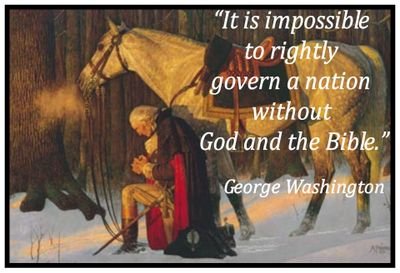 “It is impossible
to rightly
govern a nation
without
God and the Bible.”
George Washington